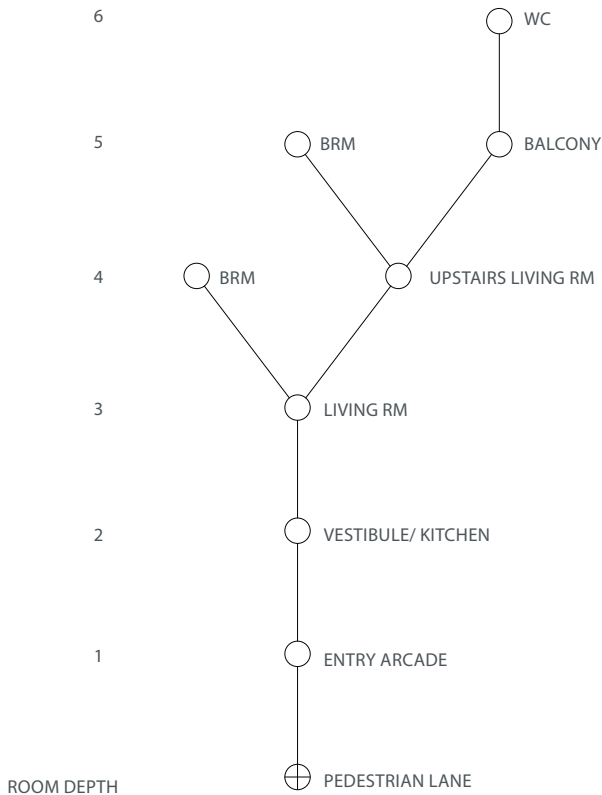 6
WC
5
BRM
BALCONY
4
BRM
UPSTAIRS LIVING RM
3
LIVING RM
2
VESTIBULE/ KITCHEN
1
ENTRY ARCADE
ROOM DEPTH
PEDESTRIAN LANE